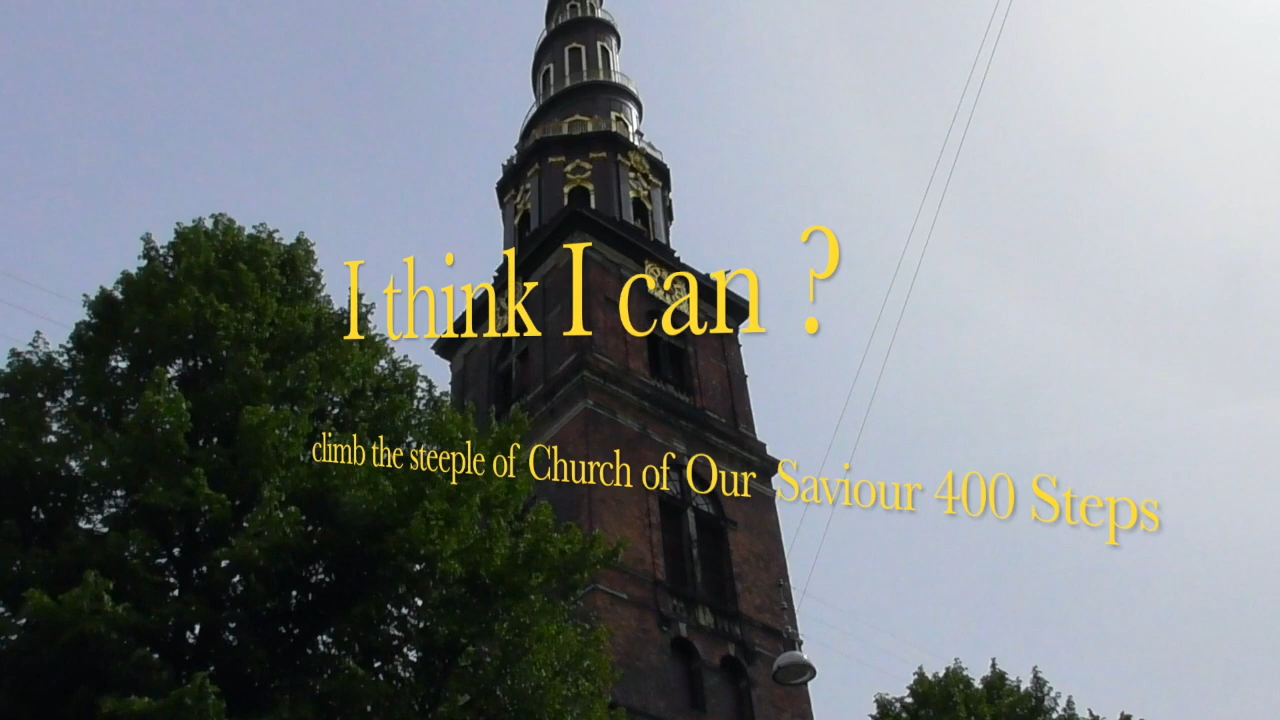 I think I can ?
climb the steeple of Church of Our Saviour 400 Steps